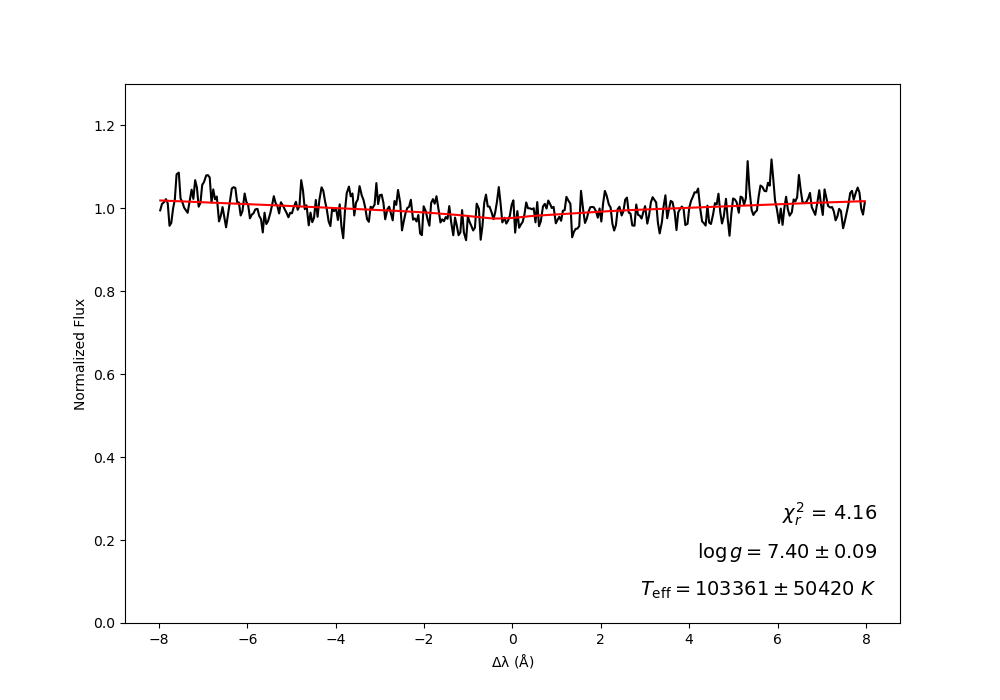 1.2
1.0
0.8
0.6
0.4
0.2
0.0
Normalized Flux
χ²ᵣ = 4.16
log g = 7.40 ± 0.09
T_eff = 103361 ± 50420 K
−8 −6 −4 −2 0 2 4 6 8
Δλ (Å)